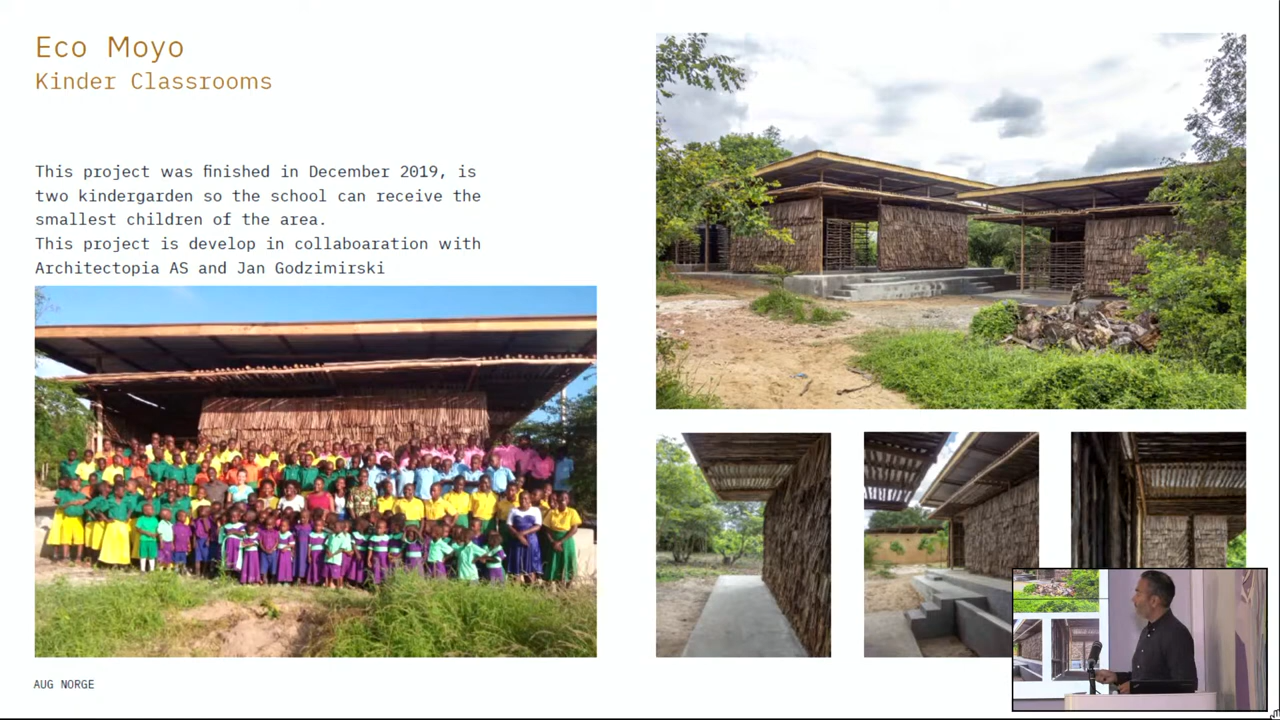 Eco Moyo
Kinder Classrooms
This project was finished in December 2019, is
two kindergarden so the school can receive the
smallest children of the area.
This project is develop in collaboaration with
Architectopia AS and Jan Godzimirski
AUG NORGE